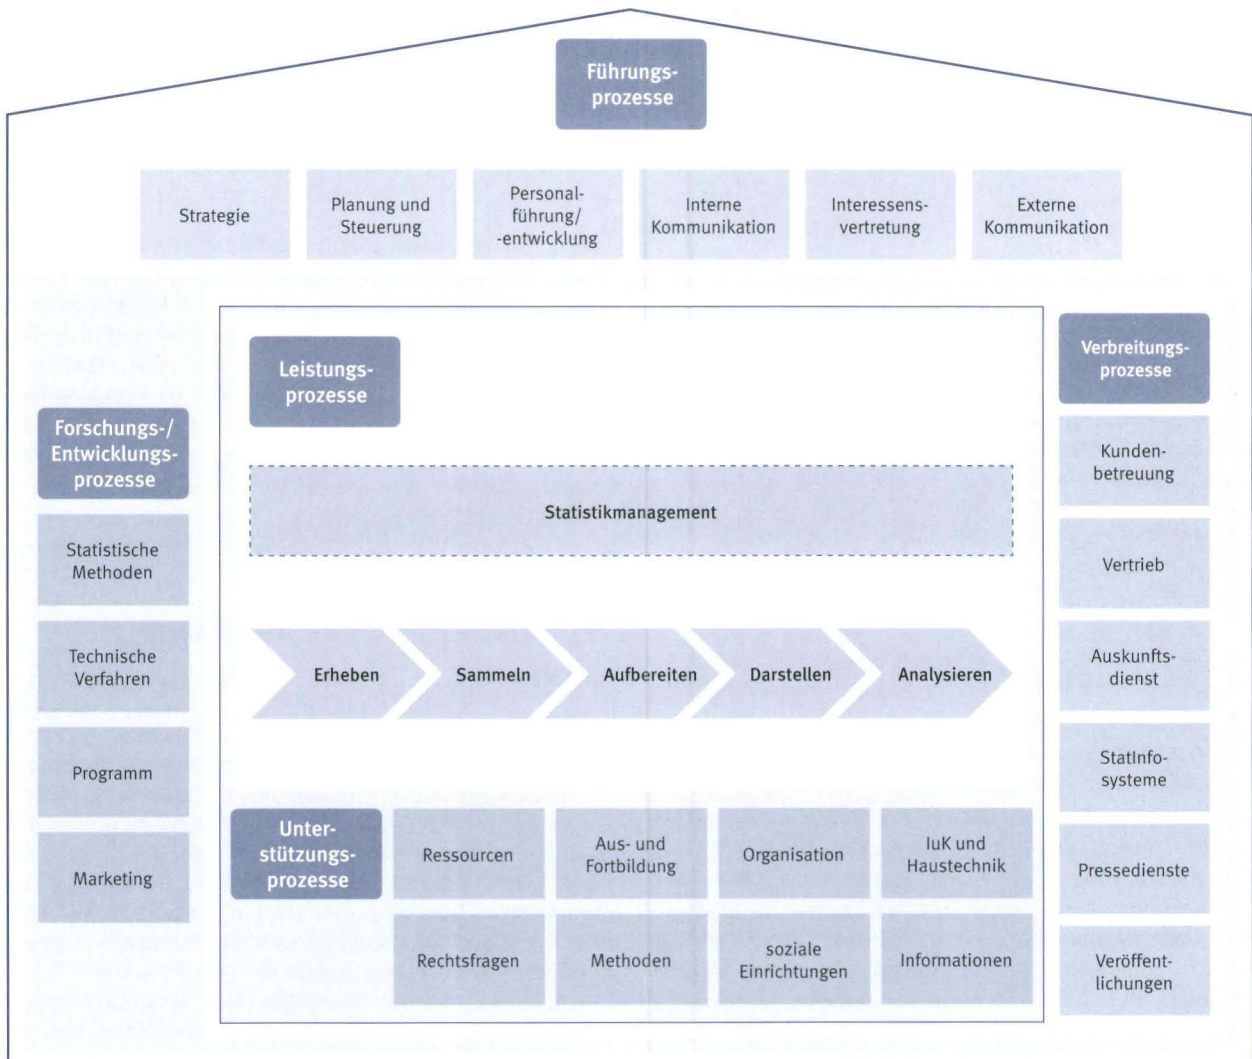 Führungs-
prozesse
Strategie
Planung und
Steuerung
Personal-
führung/
-entwicklung
Interne
Kommunikation
Interessens-
vertretung
Externe
Kommunikation
Forschungs-/
Entwicklungs-
prozesse
Statistische
Methoden
Technische
Verfahren
Programm
Marketing
Leistungs-
prozesse
Statistikmanagement
Erheben
Sammeln
Aufbereiten
Darstellen
Analysieren
Unter-
stützungs-
prozesse
Ressourcen
Aus- und
Fortbildung
Organisation
IuK und
Haustechnik
Rechtsfragen
Methoden
soziale
Einrichtungen
Informationen
Verbreitungs-
prozesse
Kunden-
betreuung
Vertrieb
Auskunfts-
dienst
StatInfo-
systeme
Pressedienste
Veröffent-
lichungen